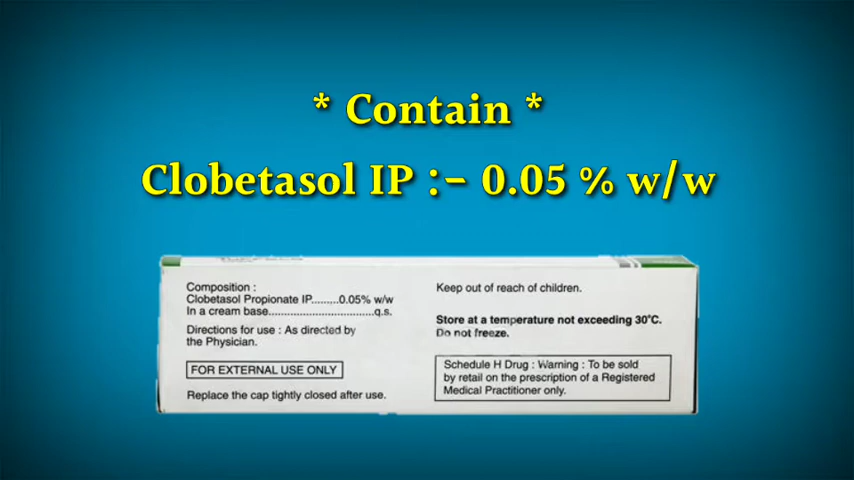 * Contain *
Clobetasol IP :- 0.05 % w/w
Composition :
Clobetasol Propionate IP.........0.05% w/w
In a cream base...................................q.s.
Directions for use : As directed by
the Physician.
FOR EXTERNAL USE ONLY
Replace the cap tightly closed after use.
Keep out of reach of children.
Store at a temperature not exceeding 30°C.
Do not freeze.
Schedule H Drug : Warning : To be sold
by retail on the prescription of a Registered
Medical Practitioner only.